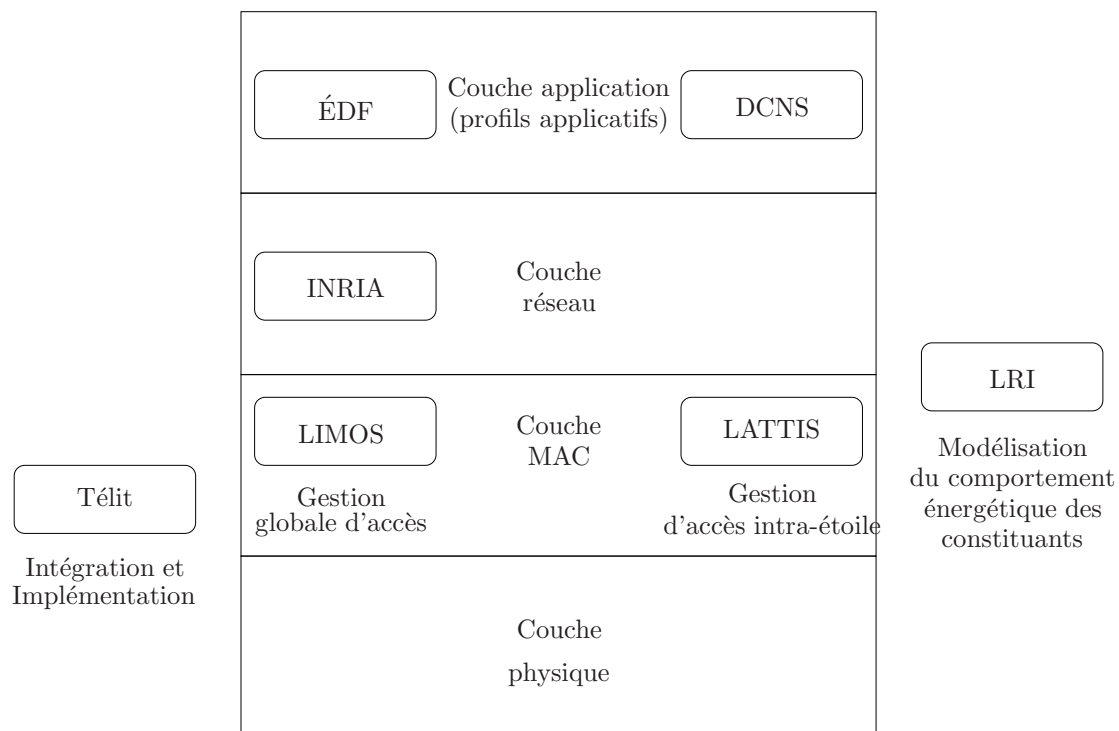 ÉDF
Couche application
(profils applicatifs)
DCNS
INRIA
Couche
réseau
LIMOS
Couche
MAC
LATTIS
Gestion
globale d'accès
Gestion
d'accès intra-étoile
Couche
physique
Télit
Intégration et
Implémentation
LRI
Modélisation
du comportement
énergétique des
constituants